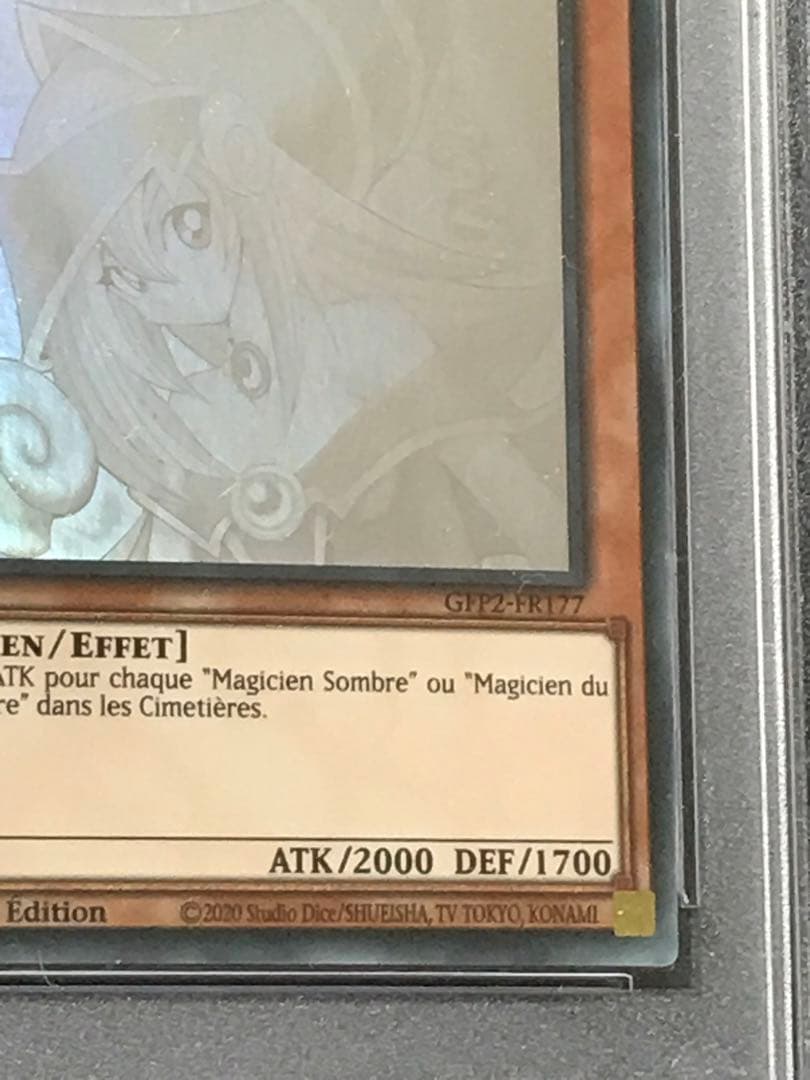 GFP2-FR177
EN/EFFET]
ATK pour chaque "Magicien Sombre" ou "Magicien du
re" dans les Cimetières.
ATK/2000 DEF/1700
Édition ©2020 Studio Dice/SHUEISHA, TV TOKYO, KONAMI